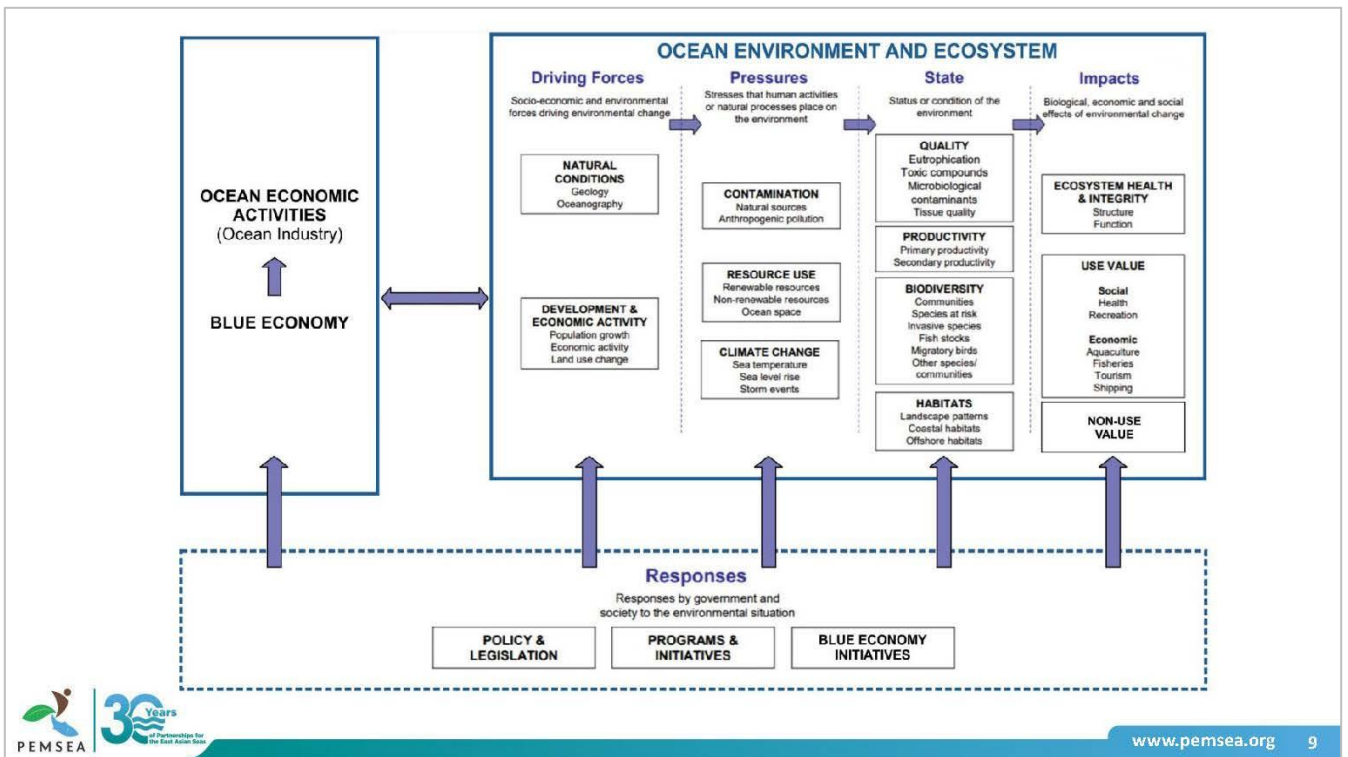 OCEAN ECONOMIC
ACTIVITIES
(Ocean Industry)
BLUE ECONOMY
OCEAN ENVIRONMENT AND ECOSYSTEM
Driving Forces
Socio-economic and environmental
forces driving environmental change
NATURAL
CONDITIONS
Geology
Oceanography
DEVELOPMENT &
ECONOMIC ACTIVITY
Population growth
Economic activity
Land use change
Pressures
Stresses that human activities
or natural processes place on
the environment
CONTAMINATION
Natural sources
Anthropogenic pollution
RESOURCE USE
Renewable resources
Non-renewable resources
Ocean space
CLIMATE CHANGE
Sea temperature
Sea level rise
Storm events
State
Status or condition of the
environment
QUALITY
Eutrophication
Toxic compounds
Microbiological
contaminants
Tissue quality
PRODUCTIVITY
Primary productivity
Secondary productivity
BIODIVERSITY
Communities
Species at risk
Invasive species
Fish stocks
Migratory birds
Other species/
communities
HABITATS
Landscape patterns
Coastal habitats
Offshore habitats
Impacts
Biological, economic and social
effects of environmental change
ECOSYSTEM HEALTH
& INTEGRITY
Structure
Function
USE VALUE
Social
Health
Recreation
Economic
Aquaculture
Fisheries
Tourism
Shipping
NON-USE
VALUE
Responses
Responses by government and
society to the environmental situation
POLICY &
LEGISLATION
PROGRAMS &
INITIATIVES
BLUE ECONOMY
INITIATIVES
PEMSEA
30 Years
of Partnerships for
the East Asian Seas
www.pemsea.org 9